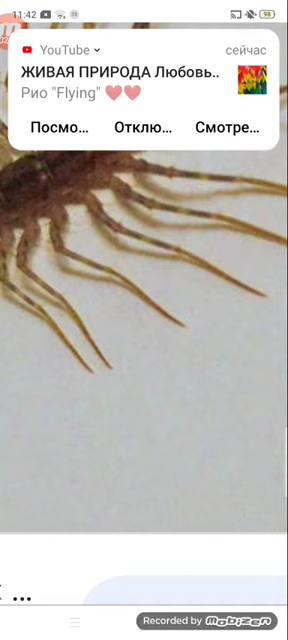 11:42
98
YouTube
сейчас
ЖИВАЯ ПРИРОДА Любовь..
Рио "Flying" ❤️❤️
Посмо... Отклю... Смотре...
Recorded by mobizen